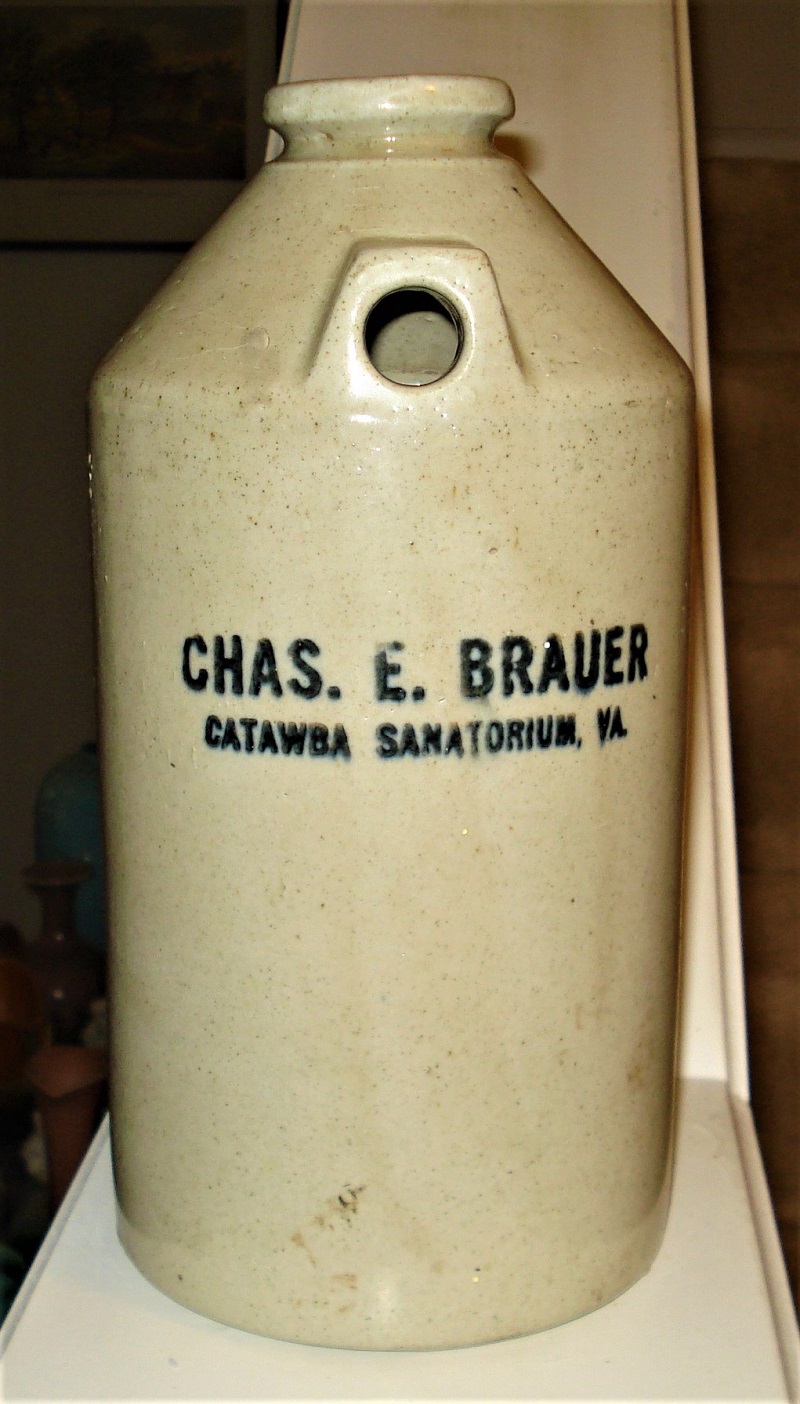 CHAS. E. BRAUER
CATAWBA SANATORIUM, VA.